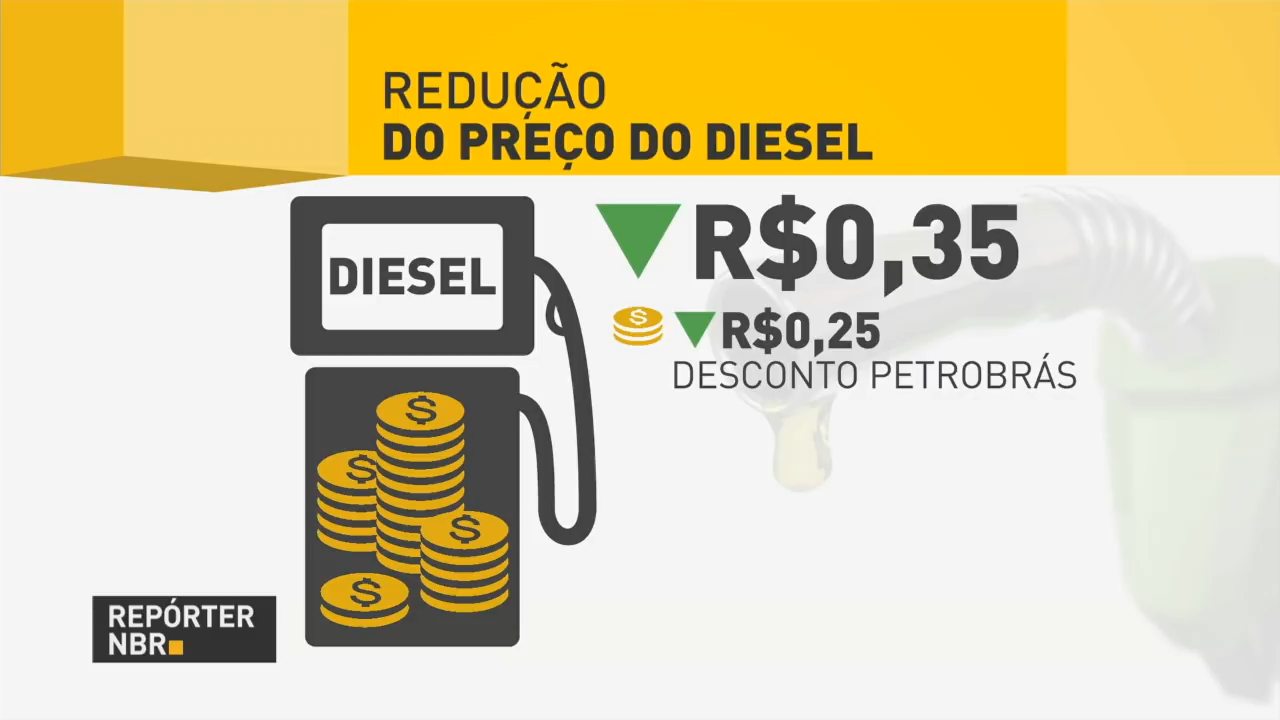 REDUÇÃO
DO PREÇO DO DIESEL
DIESEL
R$0,35
$ R$0,25
DESCONTO PETROBRÁS
$
$
$
$
REPÓRTER
NBR